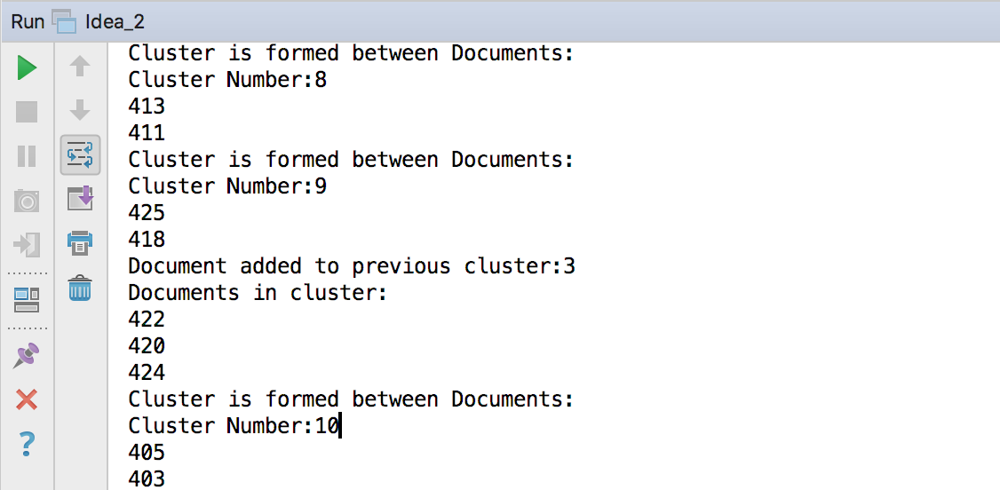 Run Idea_2
Cluster is formed between Documents:
Cluster Number:8
413
411
Cluster is formed between Documents:
Cluster Number:9
425
418
Document added to previous cluster:3
Documents in cluster:
422
420
424
Cluster is formed between Documents:
Cluster Number:10
405
403
?